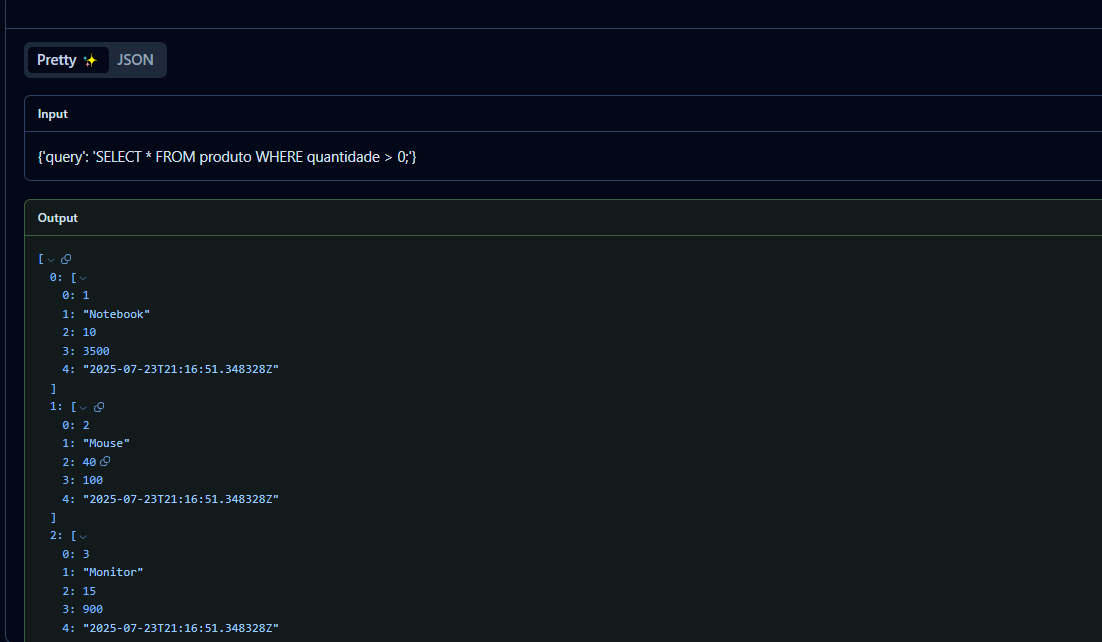 Pretty ✨ JSON
Input
{'query': 'SELECT * FROM produto WHERE quantidade > 0;'}
Output
[
0: [
0: 1
1: "Notebook"
2: 10
3: 3500
4: "2025-07-23T21:16:51.348328Z"
]
1: [
0: 2
1: "Mouse"
2: 40
3: 100
4: "2025-07-23T21:16:51.348328Z"
]
2: [
0: 3
1: "Monitor"
2: 15
3: 900
4: "2025-07-23T21:16:51.348328Z"